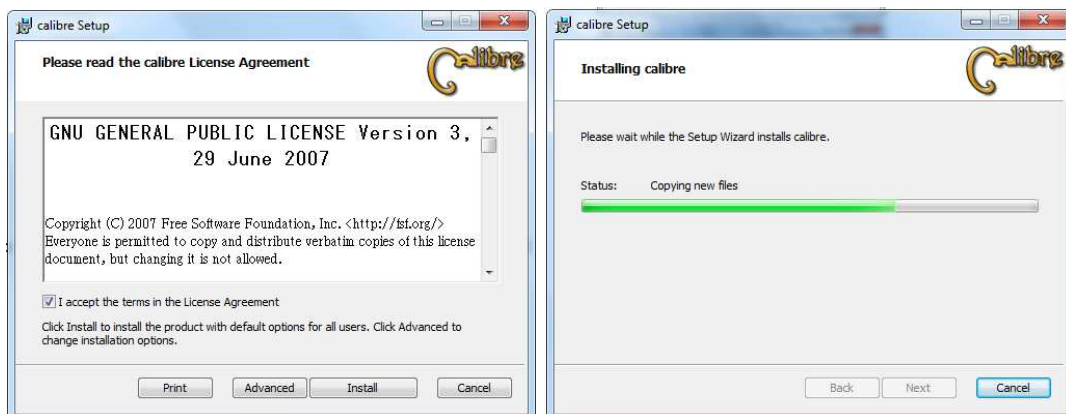 calibre Setup
Please read the calibre License Agreement
Calibre
GNU GENERAL PUBLIC LICENSE Version 3,
29 June 2007
Copyright (C) 2007 Free Software Foundation, Inc. <http://fsf.org/>
Everyone is permitted to copy and distribute verbatim copies of this license
document, but changing it is not allowed.
I accept the terms in the License Agreement
Click Install to install the product with default options for all users. Click Advanced to
change installation options.
Print Advanced Install Cancel
calibre Setup
Installing calibre
Calibre
Please wait while the Setup Wizard installs calibre.
Status: Copying new files
Back Next Cancel